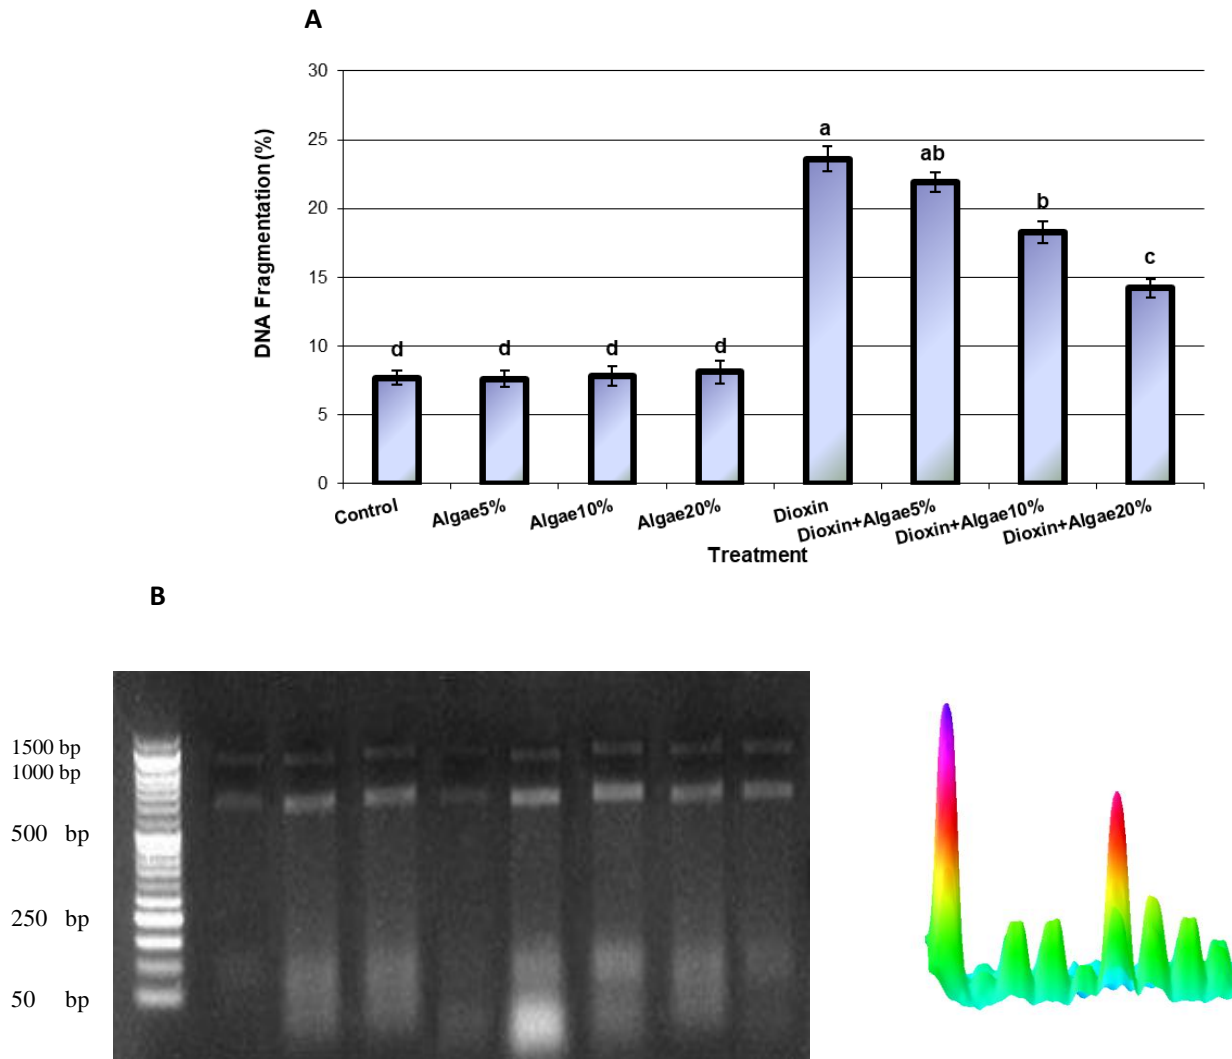 A
30
25
20
15
10
5
0
DNA Fragmentation (%)
d
d
d
d
a
ab
b
c
Control
Algae5%
Algae10%
Algae20%
Dioxin
Dioxin+Algae5%
Dioxin+Algae10%
Dioxin+Algae20%
Treatment
B
1500 bp
1000 bp
500 bp
250 bp
50 bp